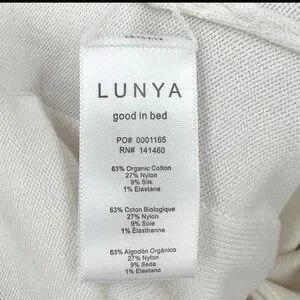 LUNYA
good in bed
PO# 0001165
RN# 141460
63% Organic Cotton
27% Nylon
9% Silk
1% Elastane
63% Coton Biologique
27% Nylon
9% Soie
1% Elasthanne
63% Algodón Orgánico
27% Nylon
9% Seda
1% Elastano